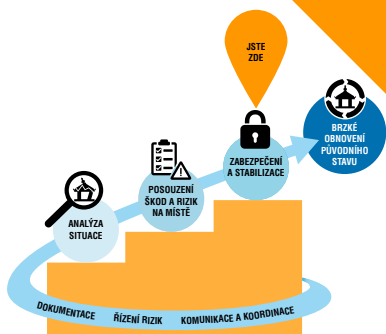 JSTE
ZDE
BRZKÉ
OBNOVENÍ
PŮVODNÍHO
STAVU
ZABEZPEČENÍ
A STABILIZACE
POSOUZENÍ
ŠKOD A RIZIK
NA MÍSTĚ
ANALÝZA
SITUACE
DOKUMENTACE ŘÍZENÍ RIZIK KOMUNIKACE A KOORDINACE